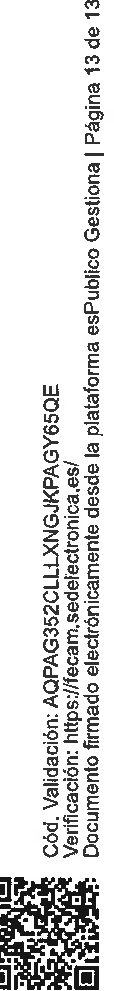 Cód. Validación: AQPAG352CLLLXNGJKPAGY65QE
Verificación: https://fecam.sedelectronica.es/
Documento firmado electrónicamente desde la plataforma esPublico Gestiona | Página 13 de 13